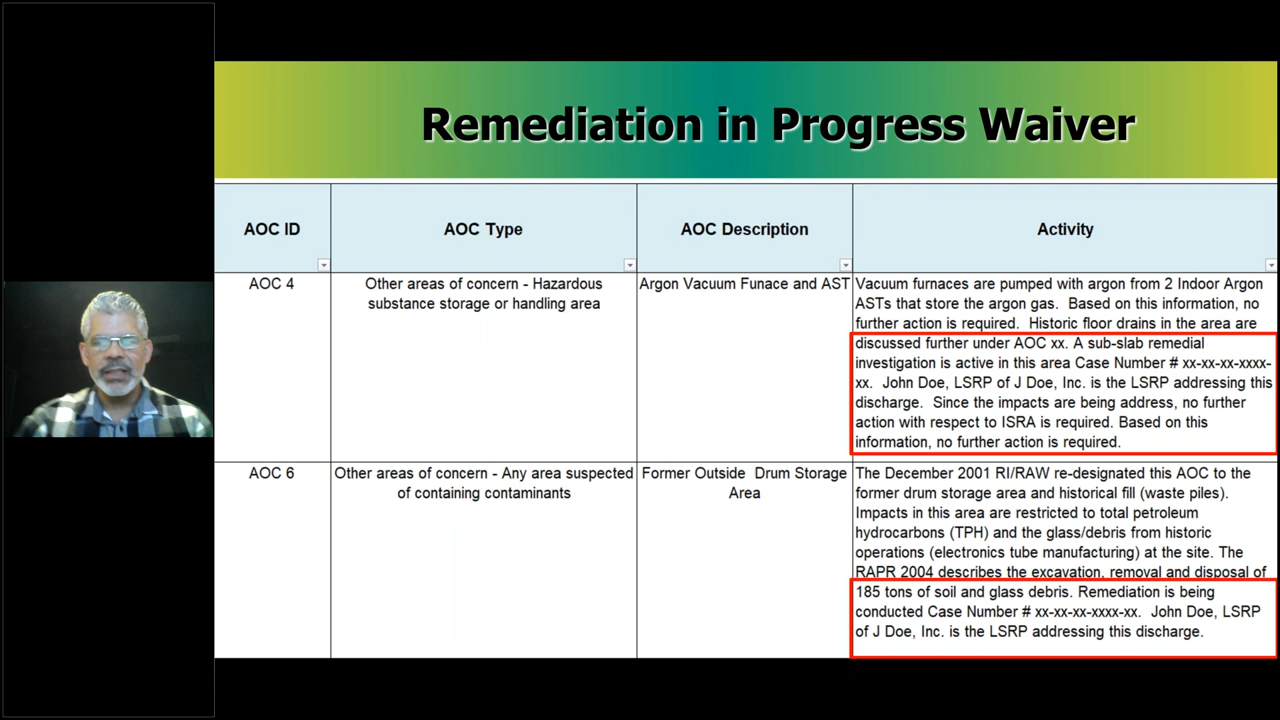 Remediation in Progress Waiver
AOC ID
AOC Type
AOC Description
Activity
AOC 4
Other areas of concern - Hazardous
substance storage or handling area
Argon Vacuum Funace and AST
Vacuum furnaces are pumped with argon from 2 Indoor Argon
ASTs that store the argon gas.  Based on this information, no
further action is required.  Historic floor drains in the area are
discussed further under AOC xx. A sub-slab remedial
investigation is active in this area Case Number # xx-xx-xx-xxxx-
xx.  John Doe, LSRP of J Doe, Inc. is the LSRP addressing this
discharge.  Since the impacts are being address, no further
action with respect to ISRA is required. Based on this
information, no further action is required.
AOC 6
Other areas of concern - Any area suspected
of containing contaminants
Former Outside  Drum Storage
Area
The December 2001 RI/RAW re-designated this AOC to the
former drum storage area and historical fill (waste piles).
Impacts in this area are restricted to total petroleum
hydrocarbons (TPH) and the glass/debris from historic
operations (electronics tube manufacturing) at the site. The
RAPR 2004 describes the excavation, removal and disposal of
185 tons of soil and glass debris. Remediation is being
conducted Case Number # xx-xx-xx-xxxx-xx.  John Doe, LSRP
of J Doe, Inc. is the LSRP addressing this discharge.